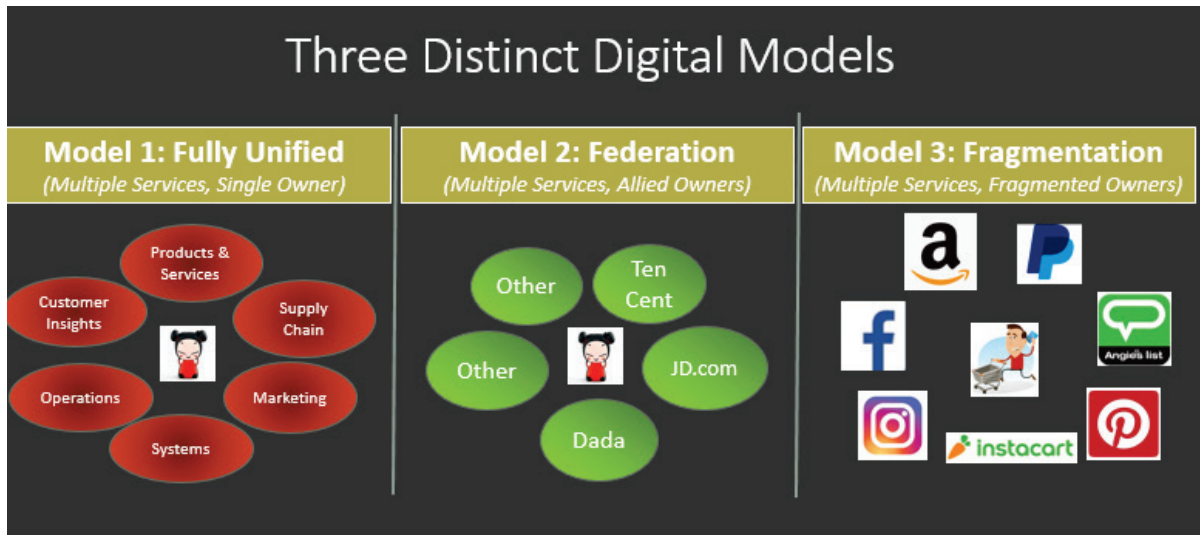 Three Distinct Digital Models
Model 1: Fully Unified
(Multiple Services, Single Owner)
Products &
Services
Customer
Insights
Supply
Chain
Operations
Marketing
Systems
Model 2: Federation
(Multiple Services, Allied Owners)
Other
Ten
Cent
Other
JD.com
Dada
Model 3: Fragmentation
(Multiple Services, Fragmented Owners)
a
P
f
Angie's list
instacart